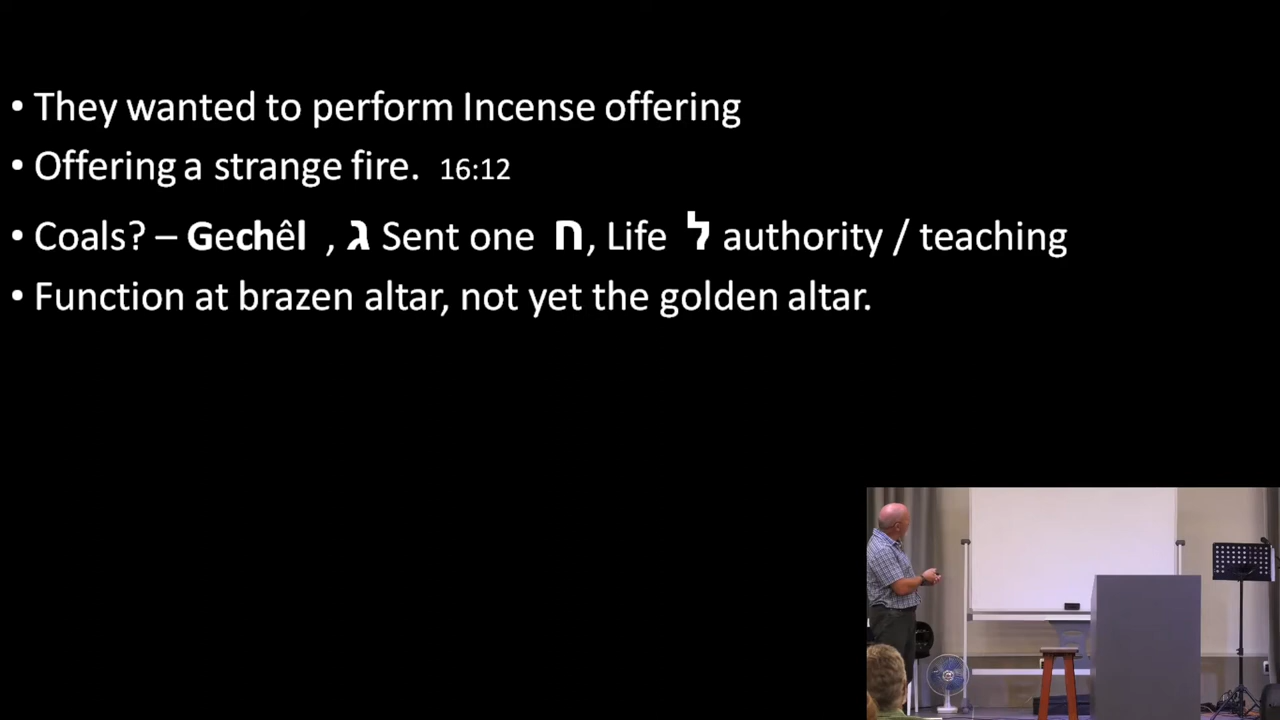 • They wanted to perform Incense offering
• Offering a strange fire. 16:12
• Coals? – Gechêl , ג Sent one ח, Life ל authority / teaching
• Function at brazen altar, not yet the golden altar.